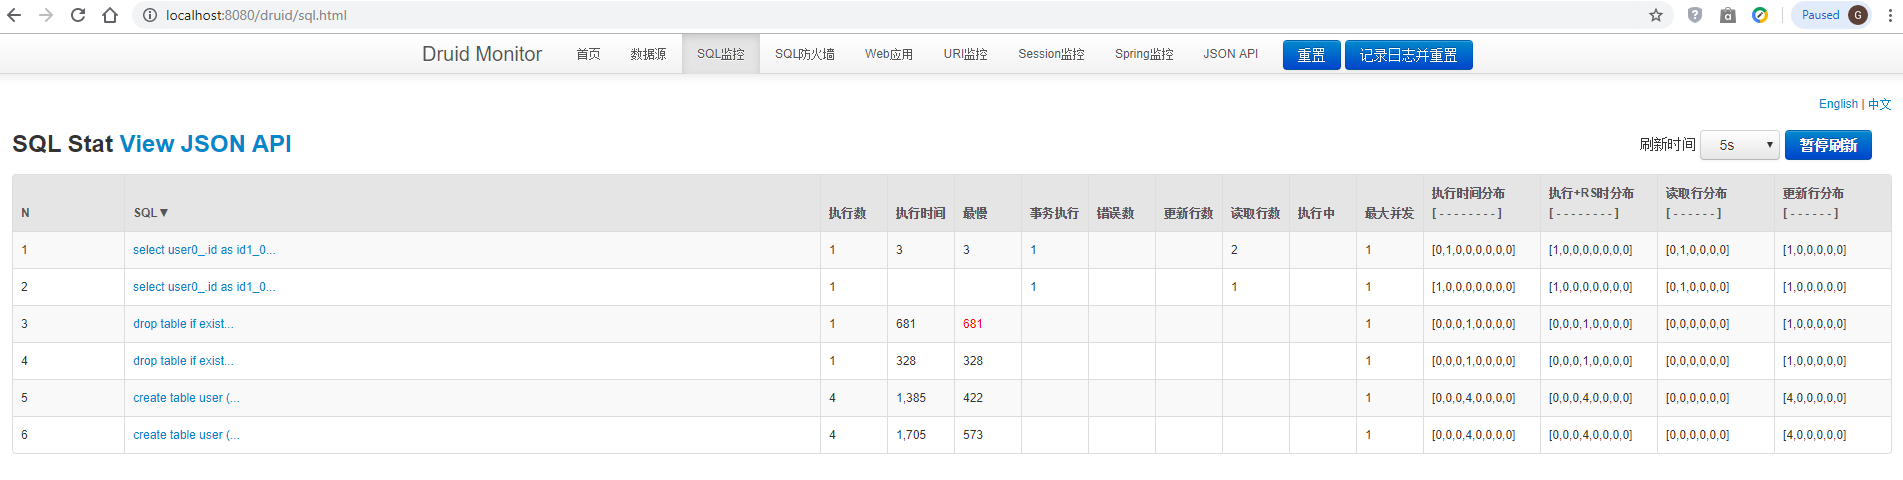 localhost:8080/druid/sql.html Paused G
Druid Monitor 首页 数据源 SQL监控 SQL防火墙 Web应用 URI监控 Session监控 Spring监控 JSON API 重置 记录日志并重置
English | 中文
SQL Stat View JSON API 刷新时间 5s 暂停刷新
N SQL▼ 执行数 执行时间 最慢 事务执行 错误数 更新行数 读取行数 执行中 最大并发 执行时间分布 [ - - - - - - - - ] 执行+RS时分布 [ - - - - - - - - ] 读取行分布 [ - - - - - - ] 更新行分布 [ - - - - - - ]
1 select user0_.id as id1_0... 1 3 3 1 2 1 [0,1,0,0,0,0,0,0] [1,0,0,0,0,0,0,0] [0,1,0,0,0,0] [1,0,0,0,0,0]
2 select user0_.id as id1_0... 1 1 1 1 [1,0,0,0,0,0,0,0] [1,0,0,0,0,0,0,0] [0,1,0,0,0,0] [1,0,0,0,0,0]
3 drop table if exist... 1 681 681 1 [0,0,0,1,0,0,0,0] [0,0,0,1,0,0,0,0] [0,0,0,0,0,0] [1,0,0,0,0,0]
4 drop table if exist... 1 328 328 1 [0,0,0,1,0,0,0,0] [0,0,0,1,0,0,0,0] [0,0,0,0,0,0] [1,0,0,0,0,0]
5 create table user (... 4 1,385 422 1 [0,0,0,4,0,0,0,0] [0,0,0,4,0,0,0,0] [0,0,0,0,0,0] [4,0,0,0,0,0]
6 create table user (... 4 1,705 573 1 [0,0,0,4,0,0,0,0] [0,0,0,4,0,0,0,0] [0,0,0,0,0,0] [4,0,0,0,0,0]